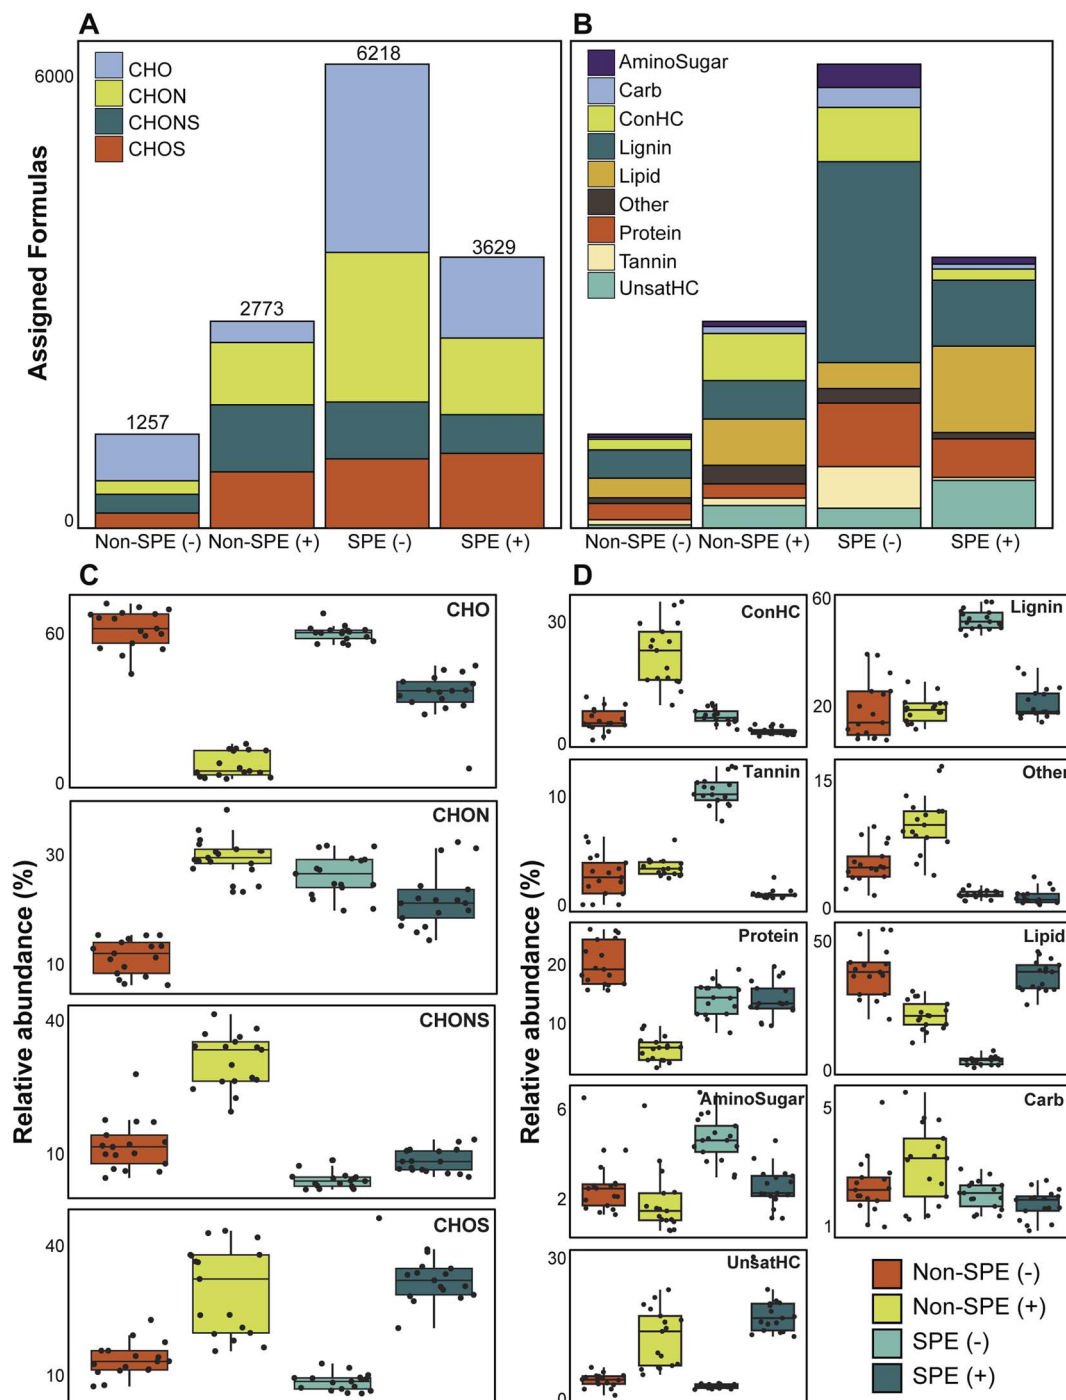 A
B
6000
0
Assigned Formulas
CHO
CHON
CHONS
CHOS
1257
2773
6218
3629
Non-SPE (-)
Non-SPE (+)
SPE (-)
SPE (+)
AminoSugar
Carb
ConHC
Lignin
Lipid
Other
Protein
Tannin
UnsatHC
Non-SPE (-)
Non-SPE (+)
SPE (-)
SPE (+)
C
D
Relative abundance (%)
CHO
60
0
CHON
30
10
CHONS
40
10
CHOS
40
10
Relative abundance (%)
ConHC
30
0
Lignin
60
20
Tannin
10
0
Other
15
0
Protein
20
10
Lipid
50
0
AminoSugar
6
2
Carb
5
1
UnsatHC
30
0
Non-SPE (-)
Non-SPE (+)
SPE (-)
SPE (+)